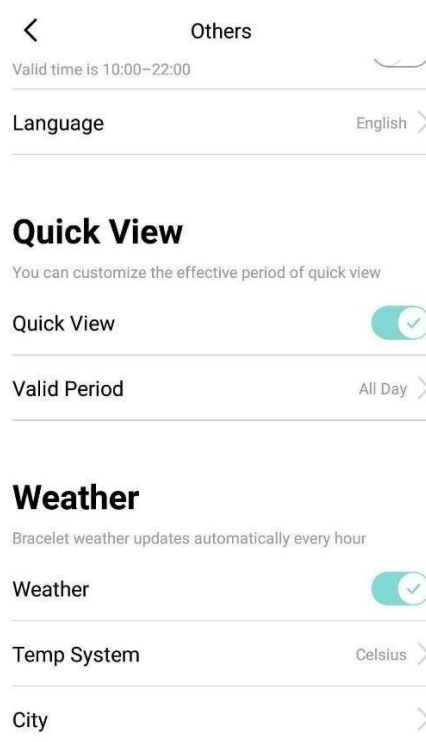 Others
Valid time is 10:00–22:00
Language
English
Quick View
You can customize the effective period of quick view
Quick View
Valid Period
All Day
Weather
Bracelet weather updates automatically every hour
Weather
Temp System
Celsius
City